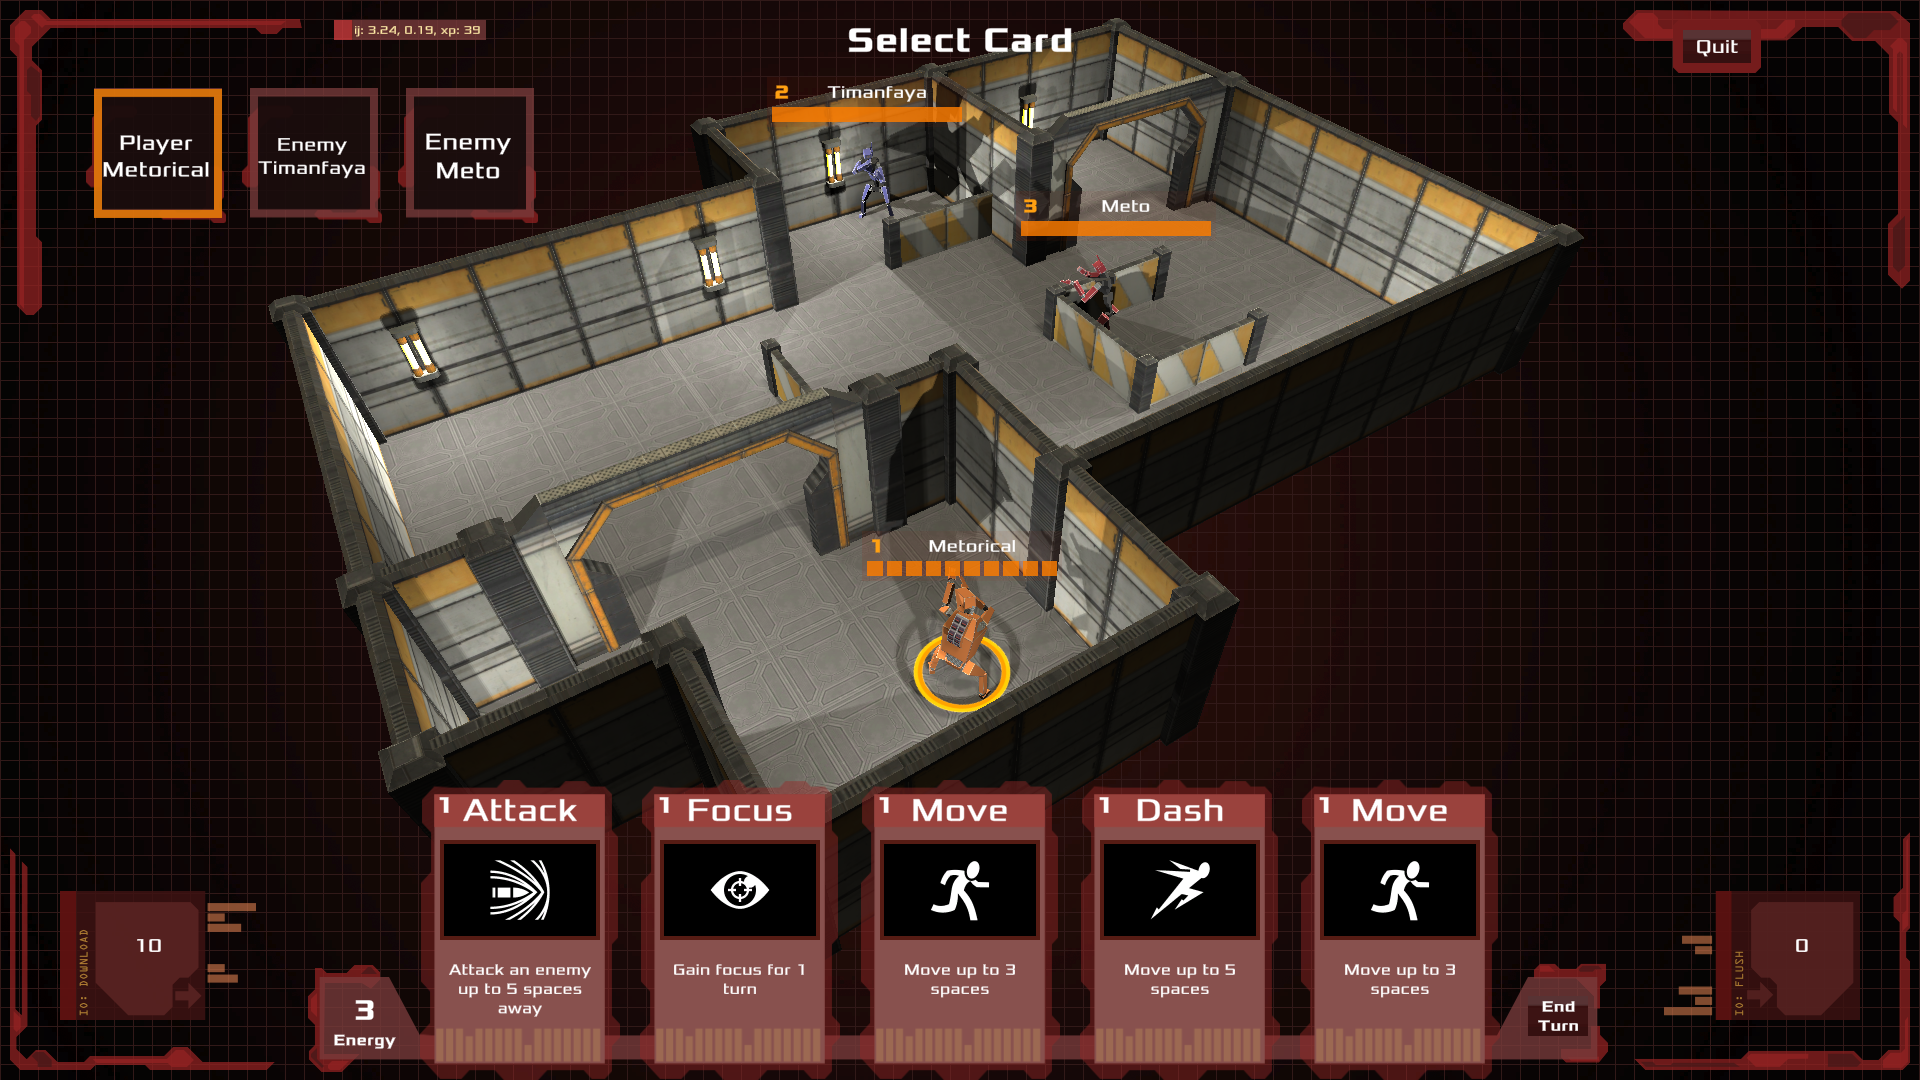 Select Card
ij: 3.24, 0.19, xp: 39
Quit
Player
Metorical
Enemy
Timanfaya
Enemy
Meto
2 Timanfaya
3 Meto
1 Metorical
1 Attack
Attack an enemy
up to 5 spaces
away
1 Focus
Gain focus for 1
turn
1 Move
Move up to 3
spaces
1 Dash
Move up to 5
spaces
1 Move
Move up to 3
spaces
10
IO: DOWNLOAD
3
Energy
End
Turn
0
IO: FLUSH